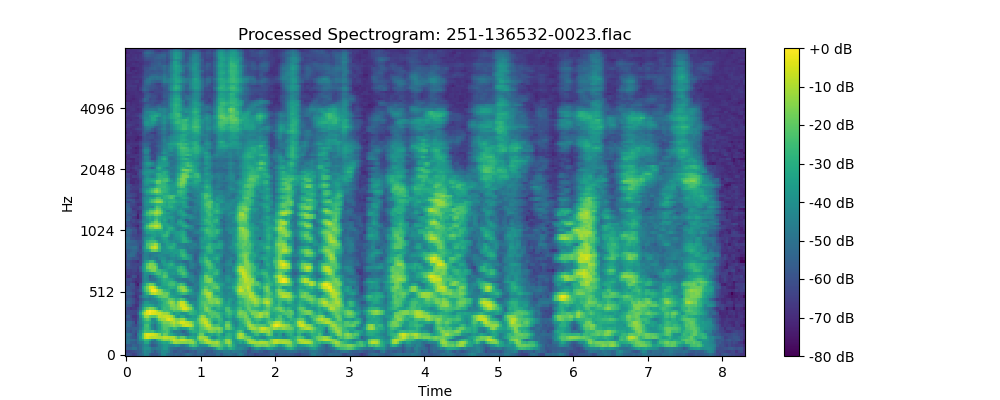 Processed Spectrogram: 251-136532-0023.flac
Hz
4096
2048
1024
512
0
0 1 2 3 4 5 6 7 8
Time
+0 dB
-10 dB
-20 dB
-30 dB
-40 dB
-50 dB
-60 dB
-70 dB
-80 dB